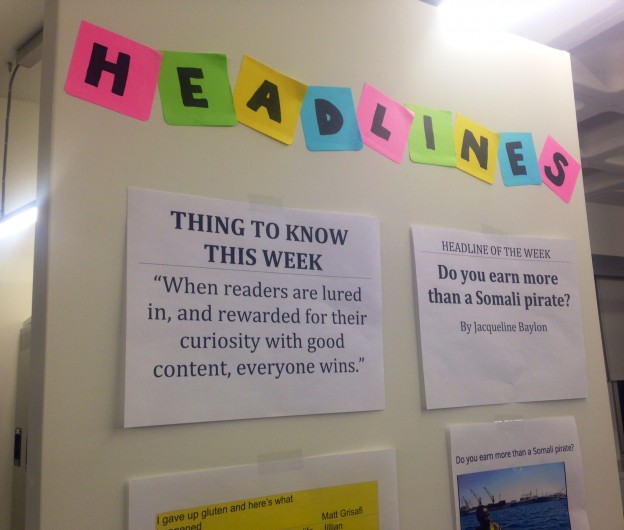 HEADLINES
THING TO KNOW
THIS WEEK
“When readers are lured
in, and rewarded for their
curiosity with good
content, everyone wins.”
HEADLINE OF THE WEEK
Do you earn more
than a Somali pirate?
By Jacqueline Baylon
Do you earn more than a Somali pirate?
I gave up gluten and here's what
Matt Grisafi